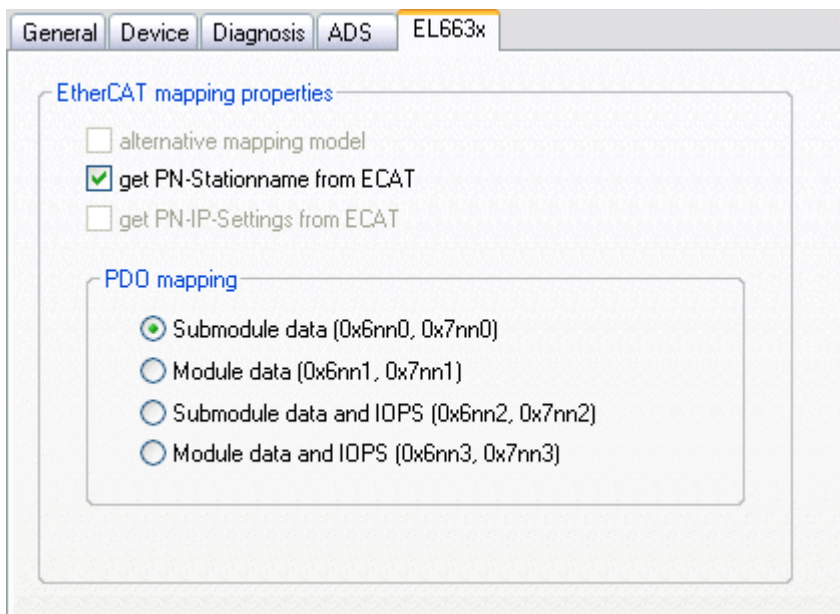 General Device Diagnosis ADS EL663x
EtherCAT mapping properties
alternative mapping model
get PN-Stationname from ECAT
get PN-IP-Settings from ECAT
PDO mapping
Submodule data (0x6nn0, 0x7nn0)
Module data (0x6nn1, 0x7nn1)
Submodule data and IOPS (0x6nn2, 0x7nn2)
Module data and IOPS (0x6nn3, 0x7nn3)